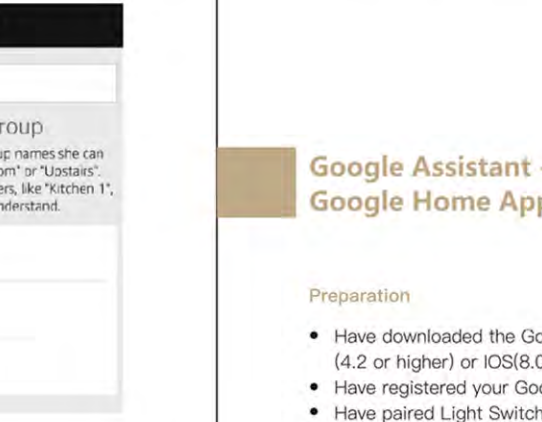 roup
up names she can
om" or "Upstairs".
ers, like "Kitchen 1",
nderstand.
Google Assistant -
Google Home App
Preparation
• Have downloaded the Go
(4.2 or higher) or IOS(8.0
• Have registered your Goo
• Have paired Light Switch